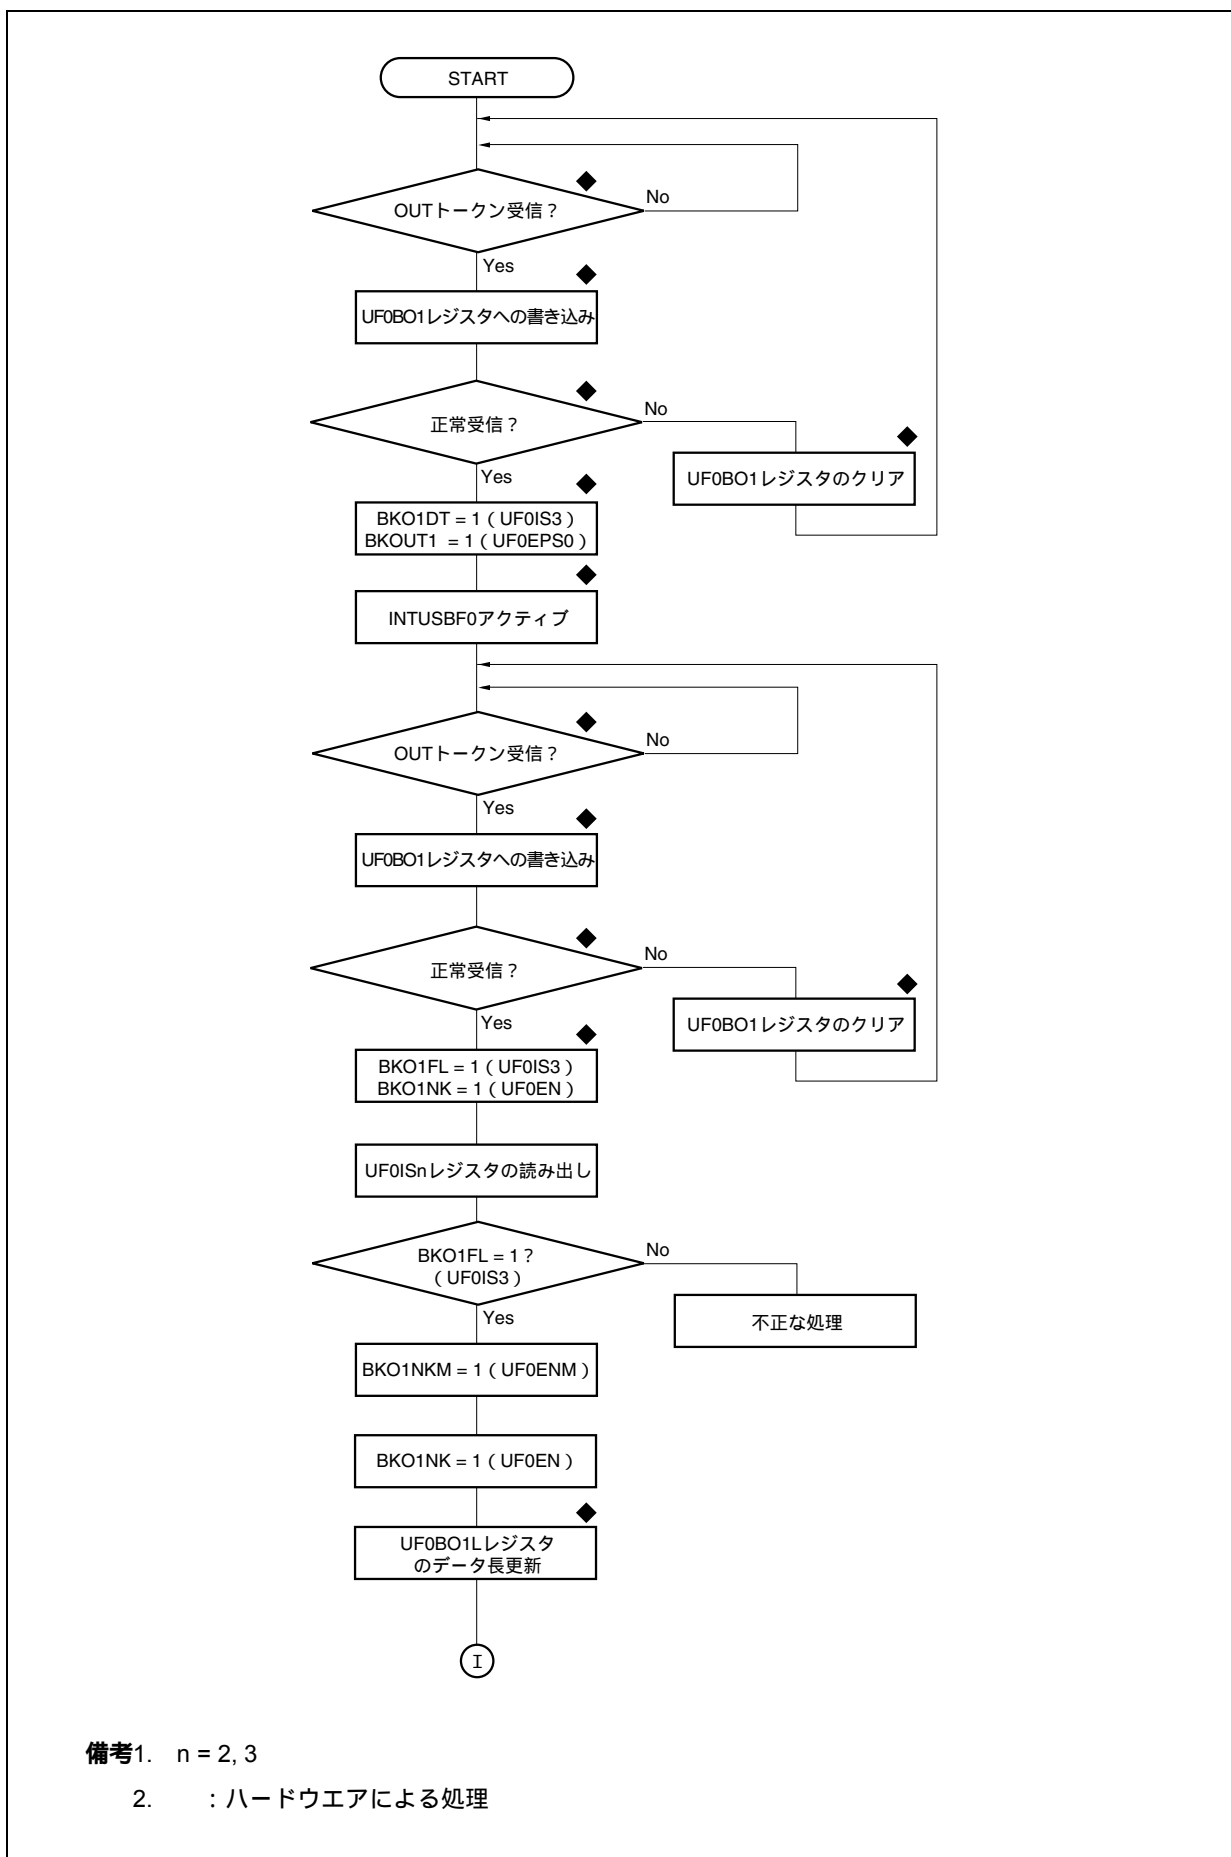 START
OUTトークン受信？
No
Yes
UF0BO1レジスタへの書き込み
正常受信？
No
Yes
UF0BO1レジスタのクリア
BKO1DT = 1（UF0IS3）
BKOUT1 = 1（UF0EPS0）
INTUSBF0アクティブ
OUTトークン受信？
No
Yes
UF0BO1レジスタへの書き込み
正常受信？
No
Yes
UF0BO1レジスタのクリア
BKO1FL = 1（UF0IS3）
BKO1NK = 1（UF0EN）
UF0ISnレジスタの読み出し
BKO1FL = 1？
（UF0IS3）
No
Yes
不正な処理
BKO1NKM = 1（UF0ENM）
BKO1NK = 1（UF0EN）
UF0BO1Lレジスタ
のデータ長更新
I
備考1. n = 2, 3
2. ：ハードウエアによる処理